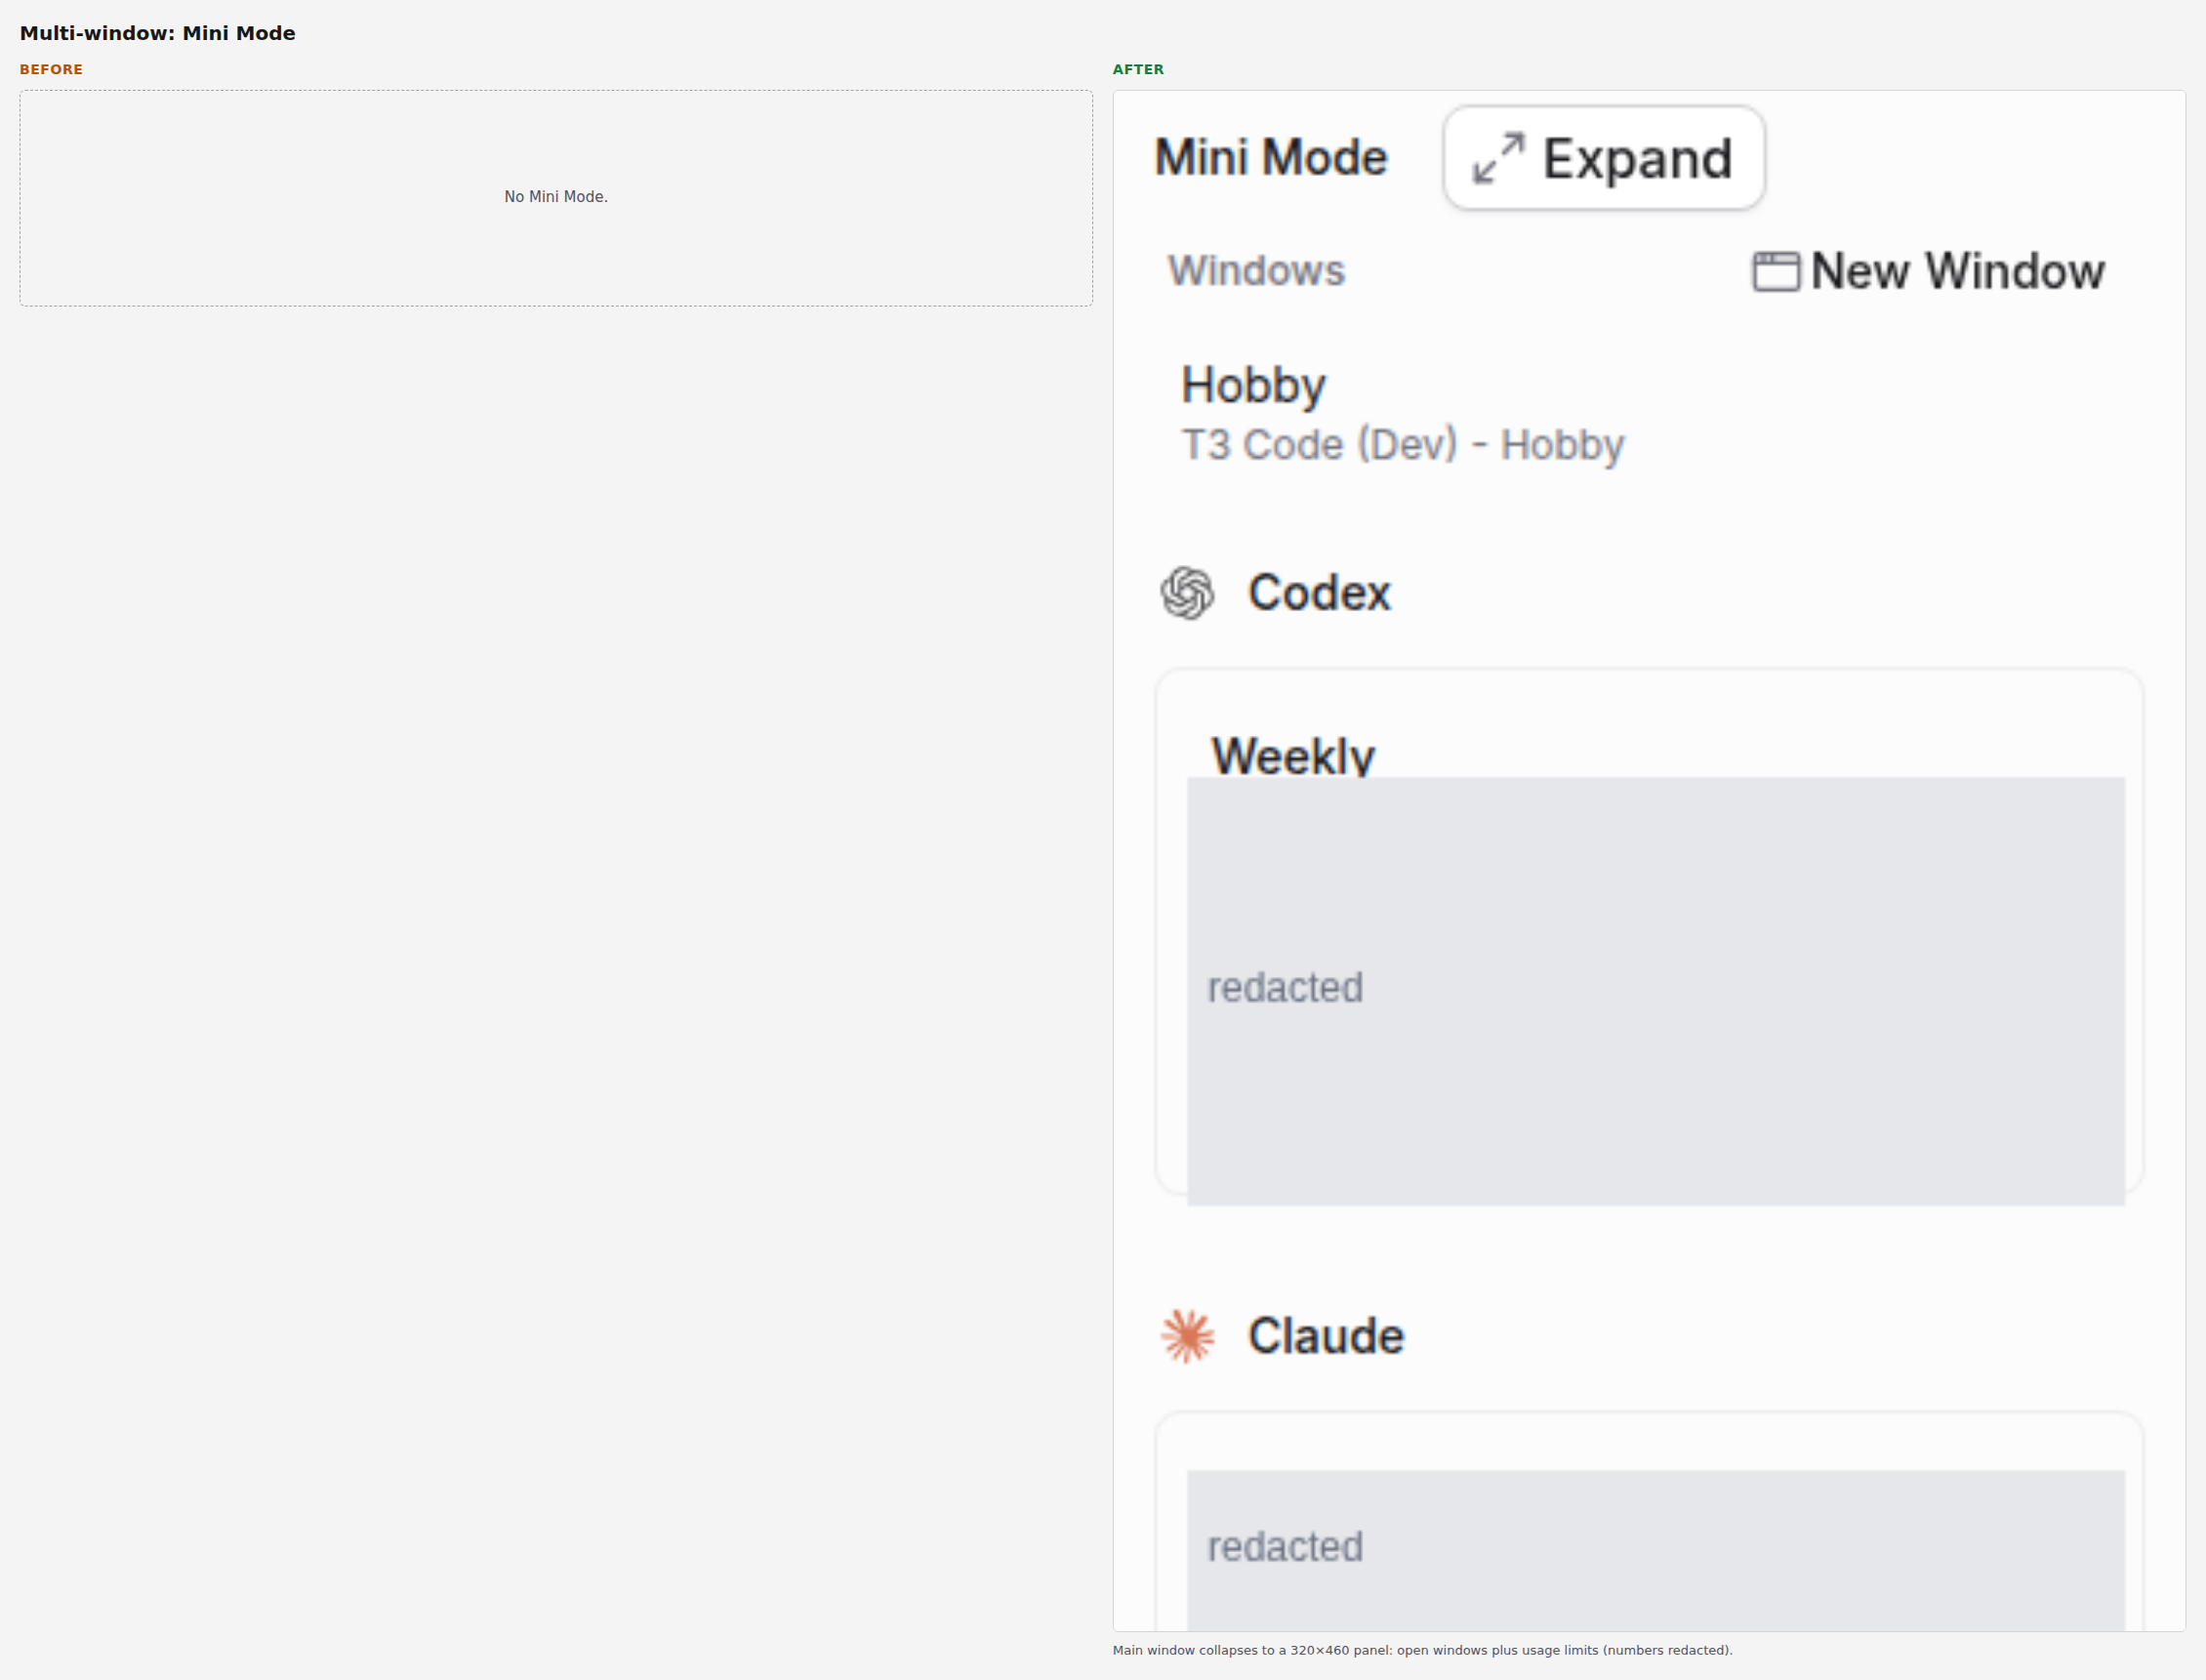 Multi-window: Mini Mode
BEFORE
No Mini Mode.
AFTER
Mini Mode
Expand
Windows
New Window
Hobby
T3 Code (Dev) - Hobby
Codex
Weekly
redacted
Claude
redacted
Main window collapses to a 320×460 panel: open windows plus usage limits (numbers redacted).